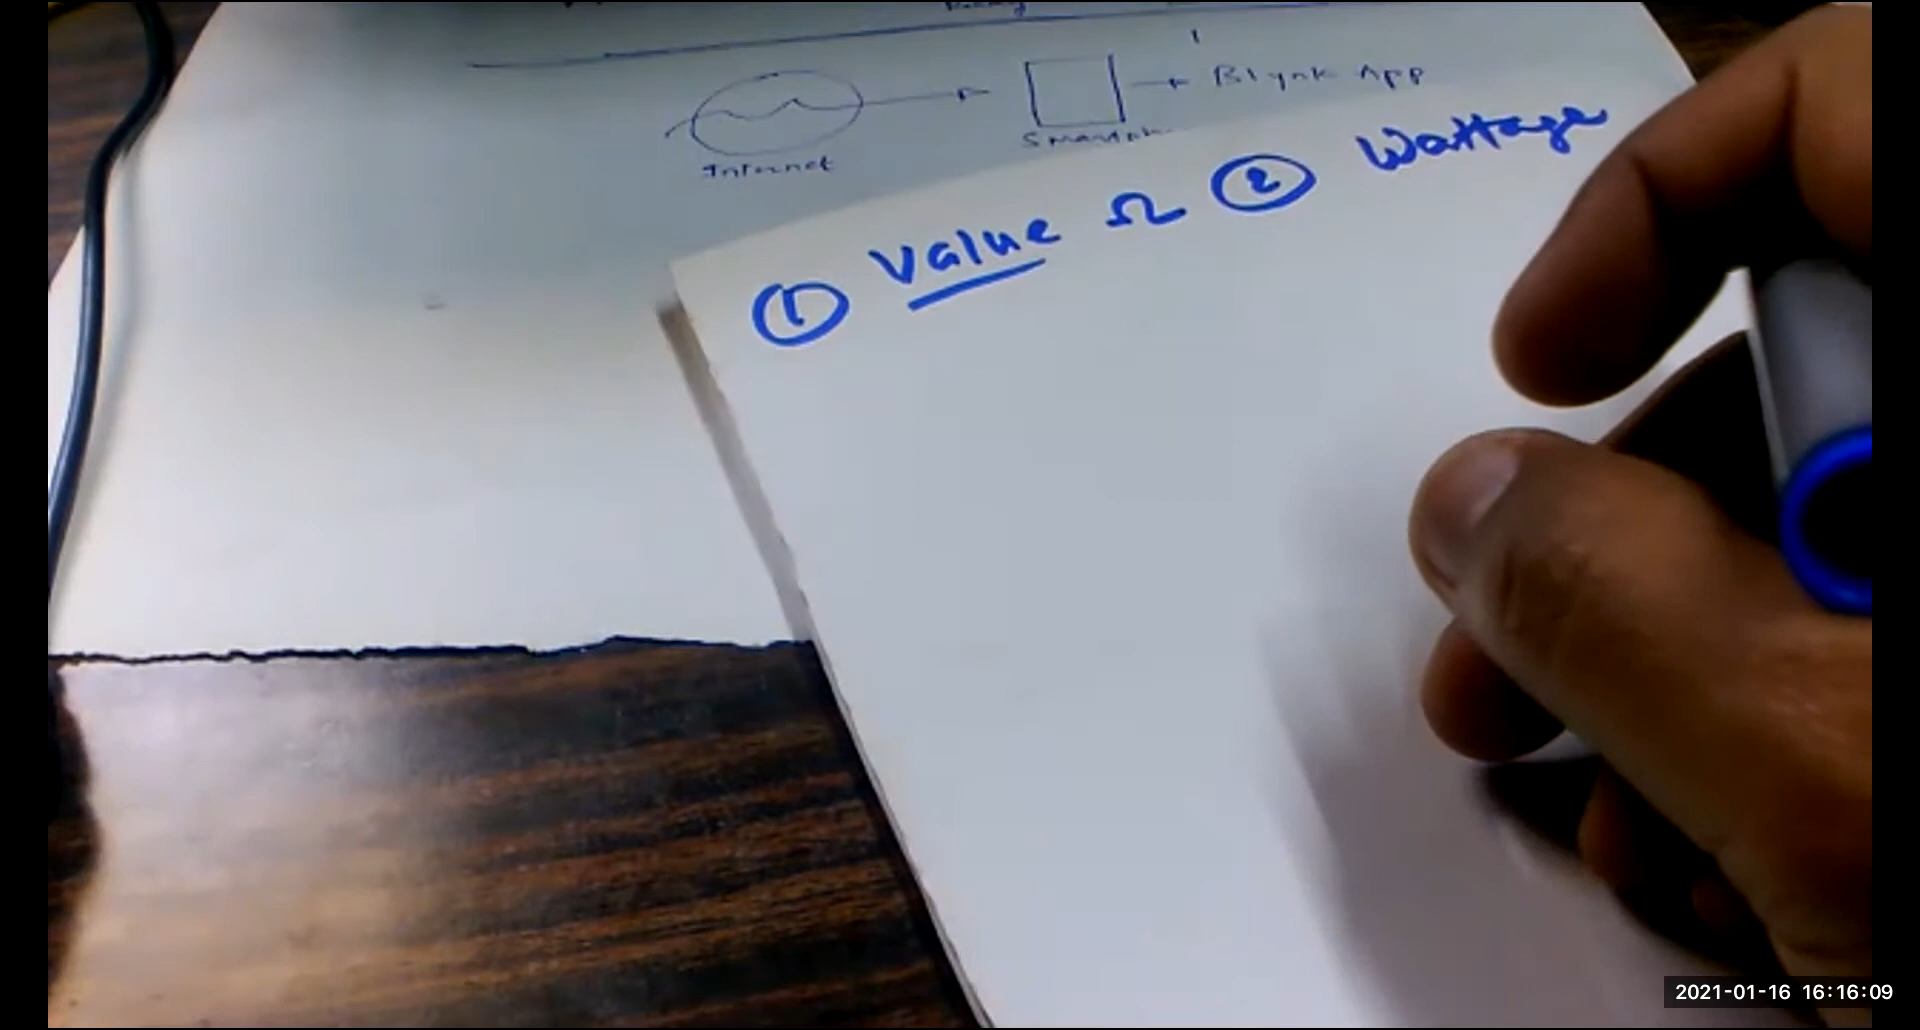 Internet
Blynk App
① Value Ω ② Wattage
2021-01-16 16:16:09